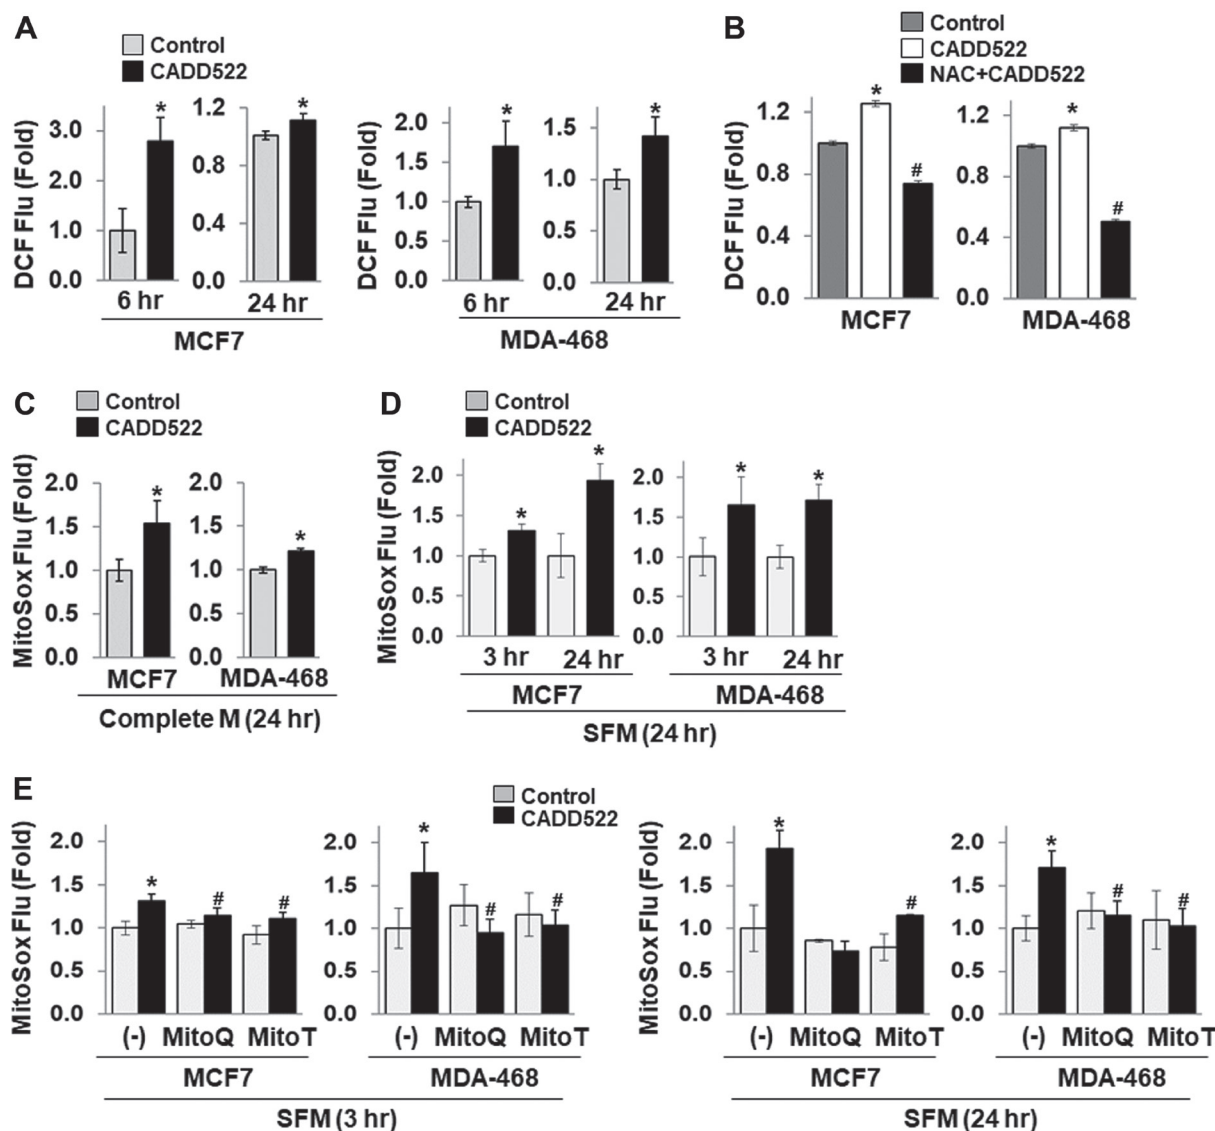 A
Control
CADD522
DCF Flu (Fold)
3.0
2.0
1.0
0.0
*
6 hr
1.2
0.8
0.4
0.0
*
24 hr
MCF7
DCF Flu (Fold)
2.0
1.5
1.0
0.5
0.0
*
6 hr
1.5
1.0
0.5
0.0
*
24 hr
MDA-468
B
Control
CADD522
NAC+CADD522
DCF Flu (Fold)
1.2
0.8
0.4
0.0
*
#
MCF7
1.2
0.8
0.4
0.0
*
#
MDA-468
C
Control
CADD522
MitoSox Flu (Fold)
2.0
1.5
1.0
0.5
0.0
*
MCF7
2.0
1.5
1.0
0.5
0.0
*
MDA-468
Complete M (24 hr)
D
Control
CADD522
MitoSox Flu (Fold)
2.0
1.5
1.0
0.5
0.0
* *
3 hr 24 hr
MCF7
2.0
1.5
1.0
0.5
0.0
* *
3 hr 24 hr
MDA-468
SFM (24 hr)
E
Control
CADD522
MitoSox Flu (Fold)
2.0
1.5
1.0
0.5
0.0
* # #
(-) MitoQ MitoT
MCF7
2.0
1.5
1.0
0.5
0.0
* # #
(-) MitoQ MitoT
MDA-468
SFM (3 hr)
MitoSox Flu (Fold)
2.0
1.5
1.0
0.5
0.0
* #
(-) MitoQ MitoT
MCF7
2.0
1.5
1.0
0.5
0.0
* # #
(-) MitoQ MitoT
MDA-468
SFM (24 hr)